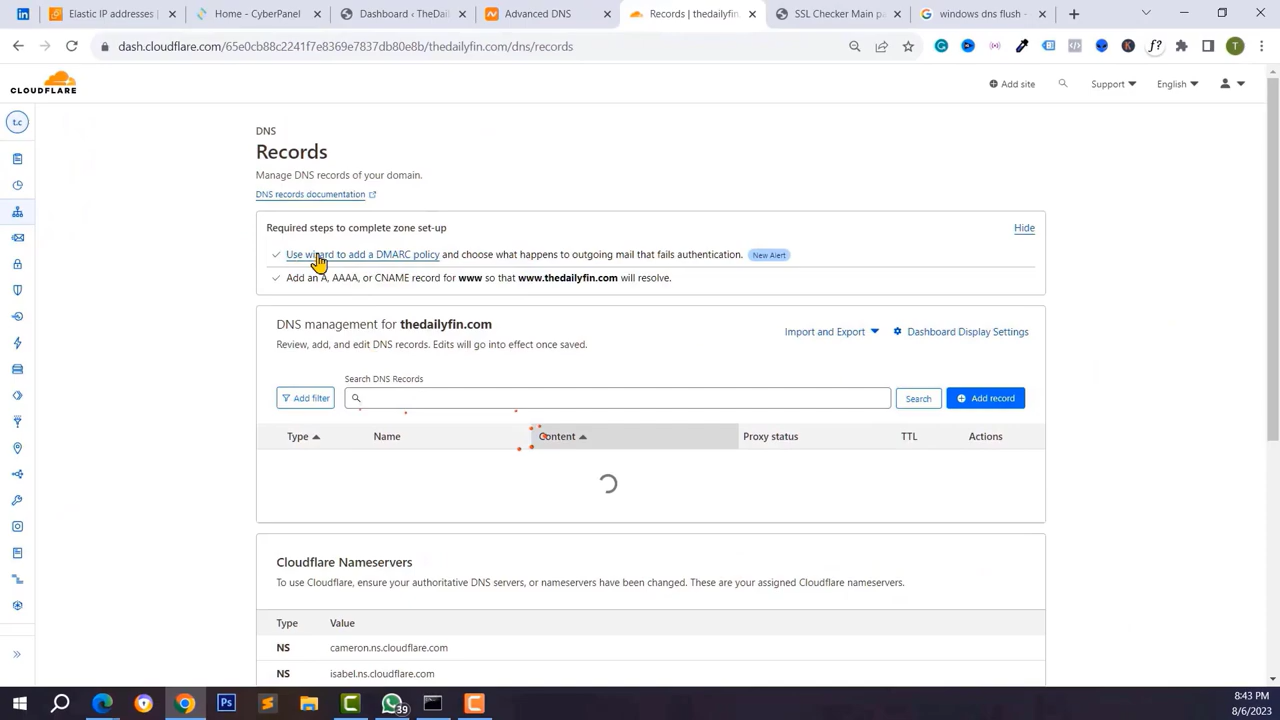 Elastic IP addresses |
Home - CyberPanel
Dashboard ‹ TheDail
Advanced DNS
Records | thedailyfin.
SSL Checker Main pa
windows dns flush -
dash.cloudflare.com/65e0cb8c2241f7e8369e7837db80e8b/thedailyfin.com/dns/records
T
CLOUDFLARE
Add site
Support
English
t.c
DNS
Records
Manage DNS records of your domain.
DNS records documentation
Required steps to complete zone set-up
Hide
Use wizard to add a DMARC policy and choose what happens to outgoing mail that fails authentication. New Alert
Add an A, AAAA, or CNAME record for www so that www.thedailyfin.com will resolve.
DNS management for thedailyfin.com
Import and Export
Dashboard Display Settings
Review, add, and edit DNS records. Edits will go into effect once saved.
Search DNS Records
Add filter
Search
Add record
Type Name Content Proxy status TTL Actions
Cloudflare Nameservers
To use Cloudflare, ensure your authoritative DNS servers, or nameservers have been changed. These are your assigned Cloudflare nameservers.
Type Value
NS cameron.ns.cloudflare.com
NS isabel.ns.cloudflare.com
39
8:43 PM
8/6/2023